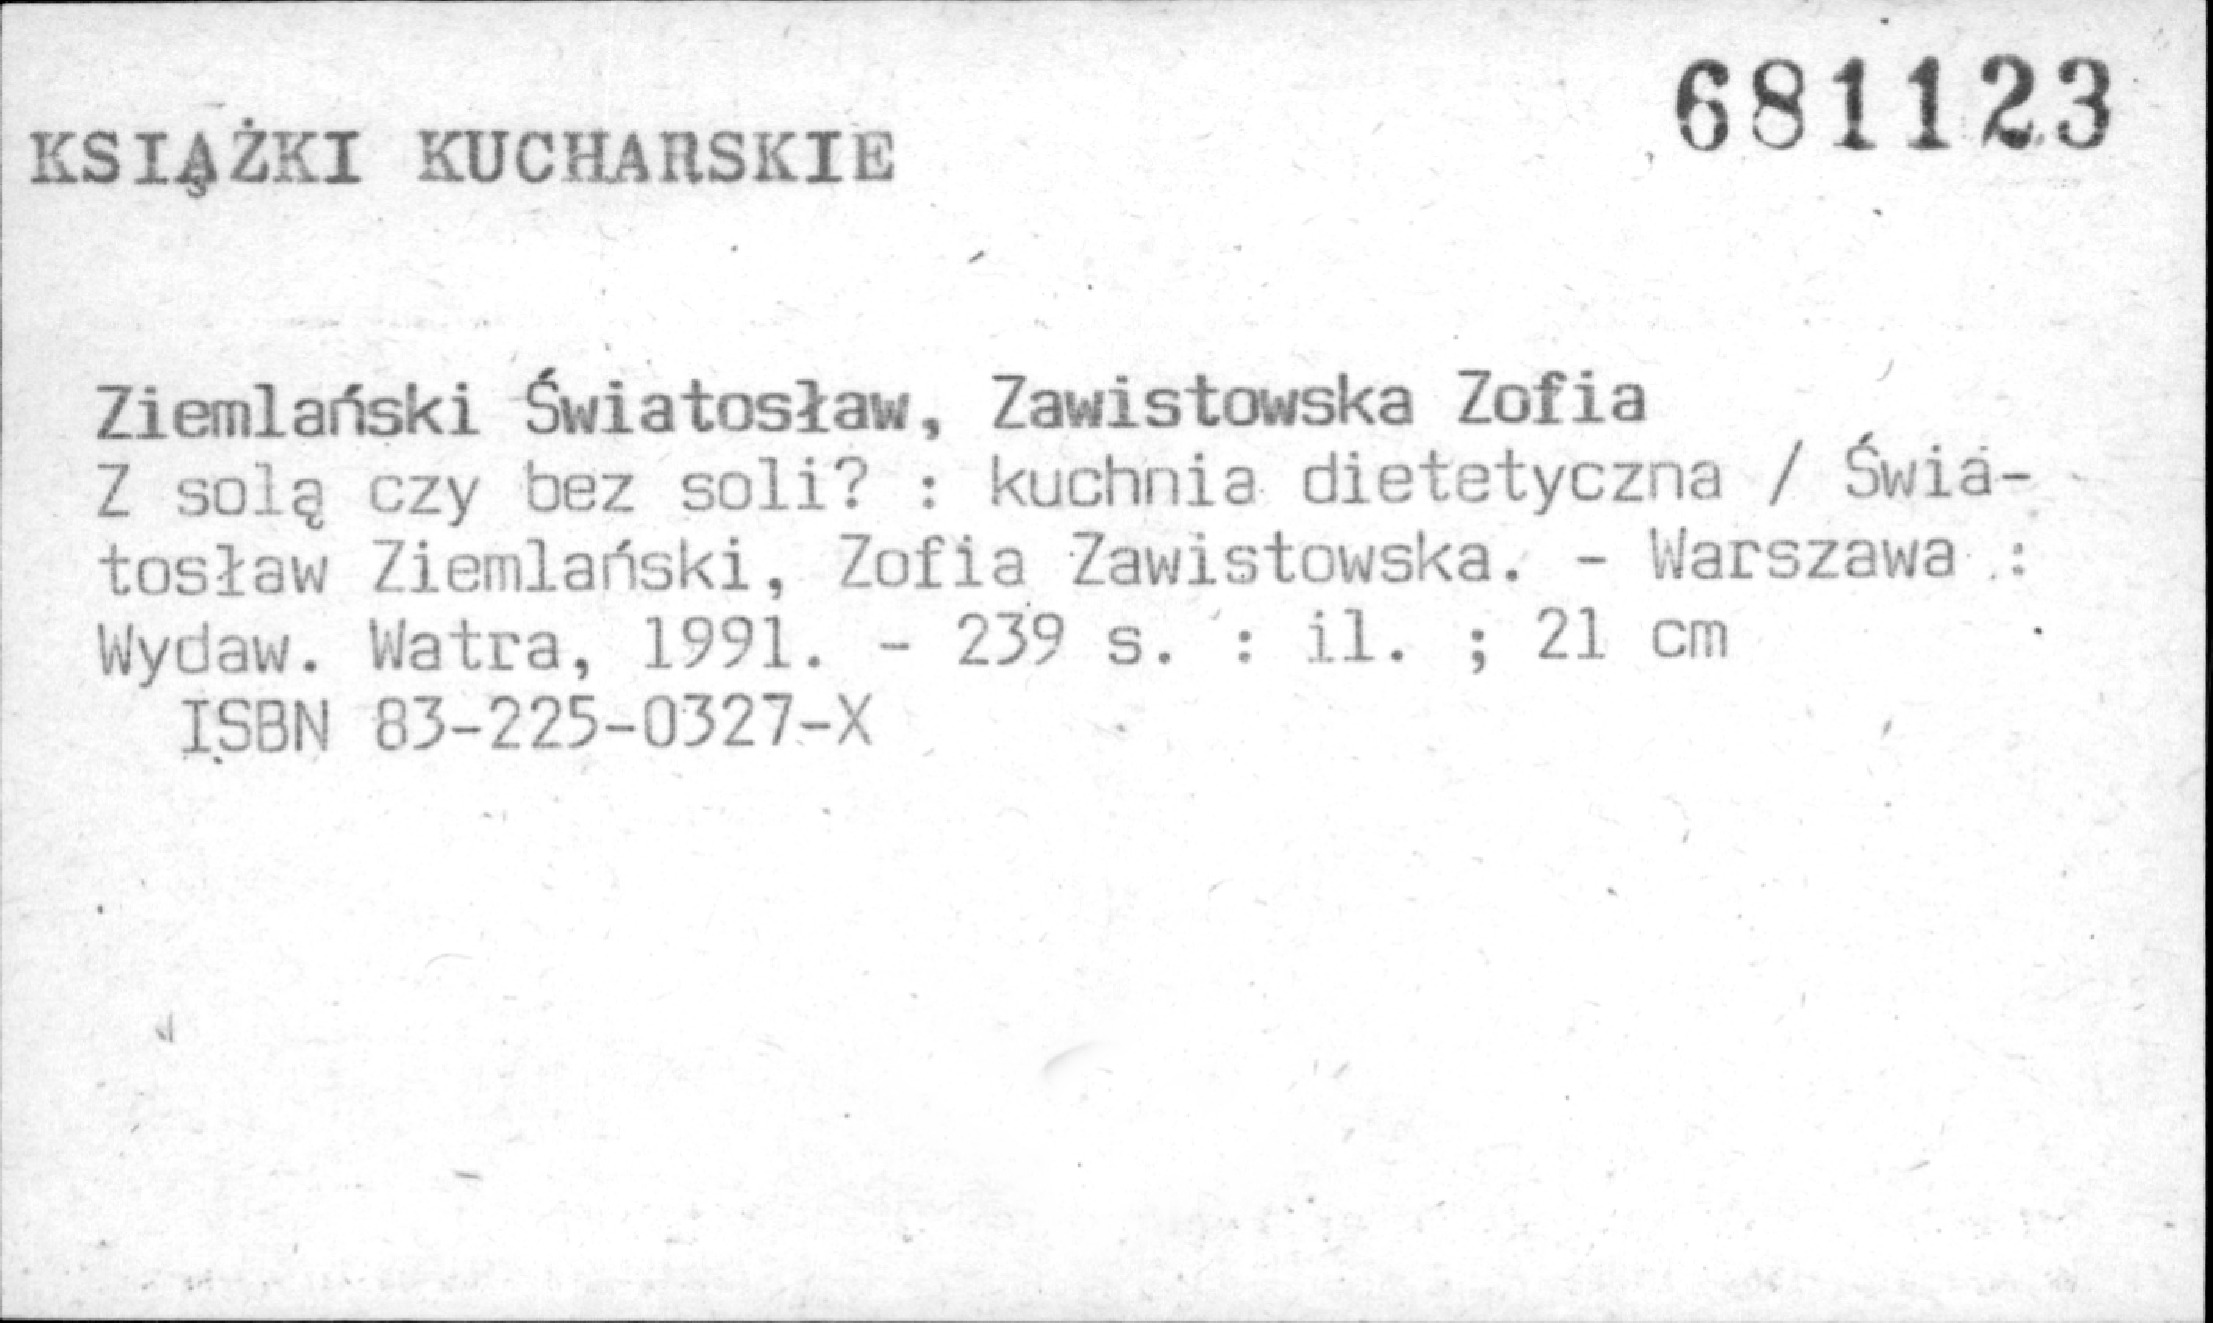 681123
KSIĄŻKI KUCHARSKIE
Ziemlański Światosław, Zawistowska Zofia
Z solą czy bez soli? : kuchnia dietetyczna / Świa-
tosław Ziemlański, Zofia Zawistowska. - Warszawa :
Wydaw. Watra, 1991. - 239 s. : il. ; 21 cm
ISBN 83-225-0327-X